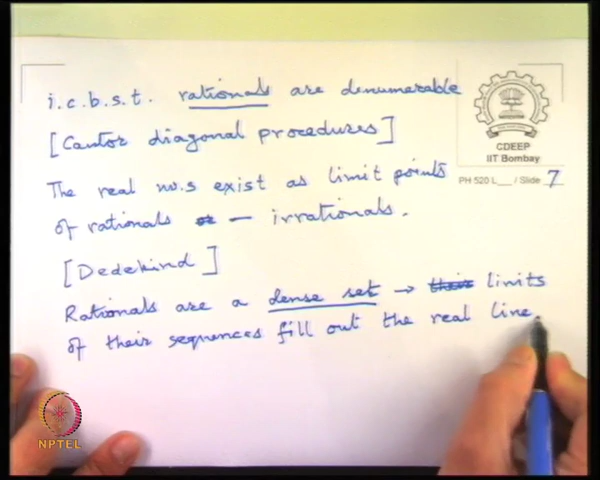 i.c.b.s.t. rationals are denumerable
[Cantor diagonal procedures]
The real no.s exist as limit points
of rationals — irrationals.
[Dedekind]
Rationals are a dense set → limits
of their sequences fill out the real line.
CDEEP
IIT Bombay
PH 520 L___ / Slide 7
NPTEL